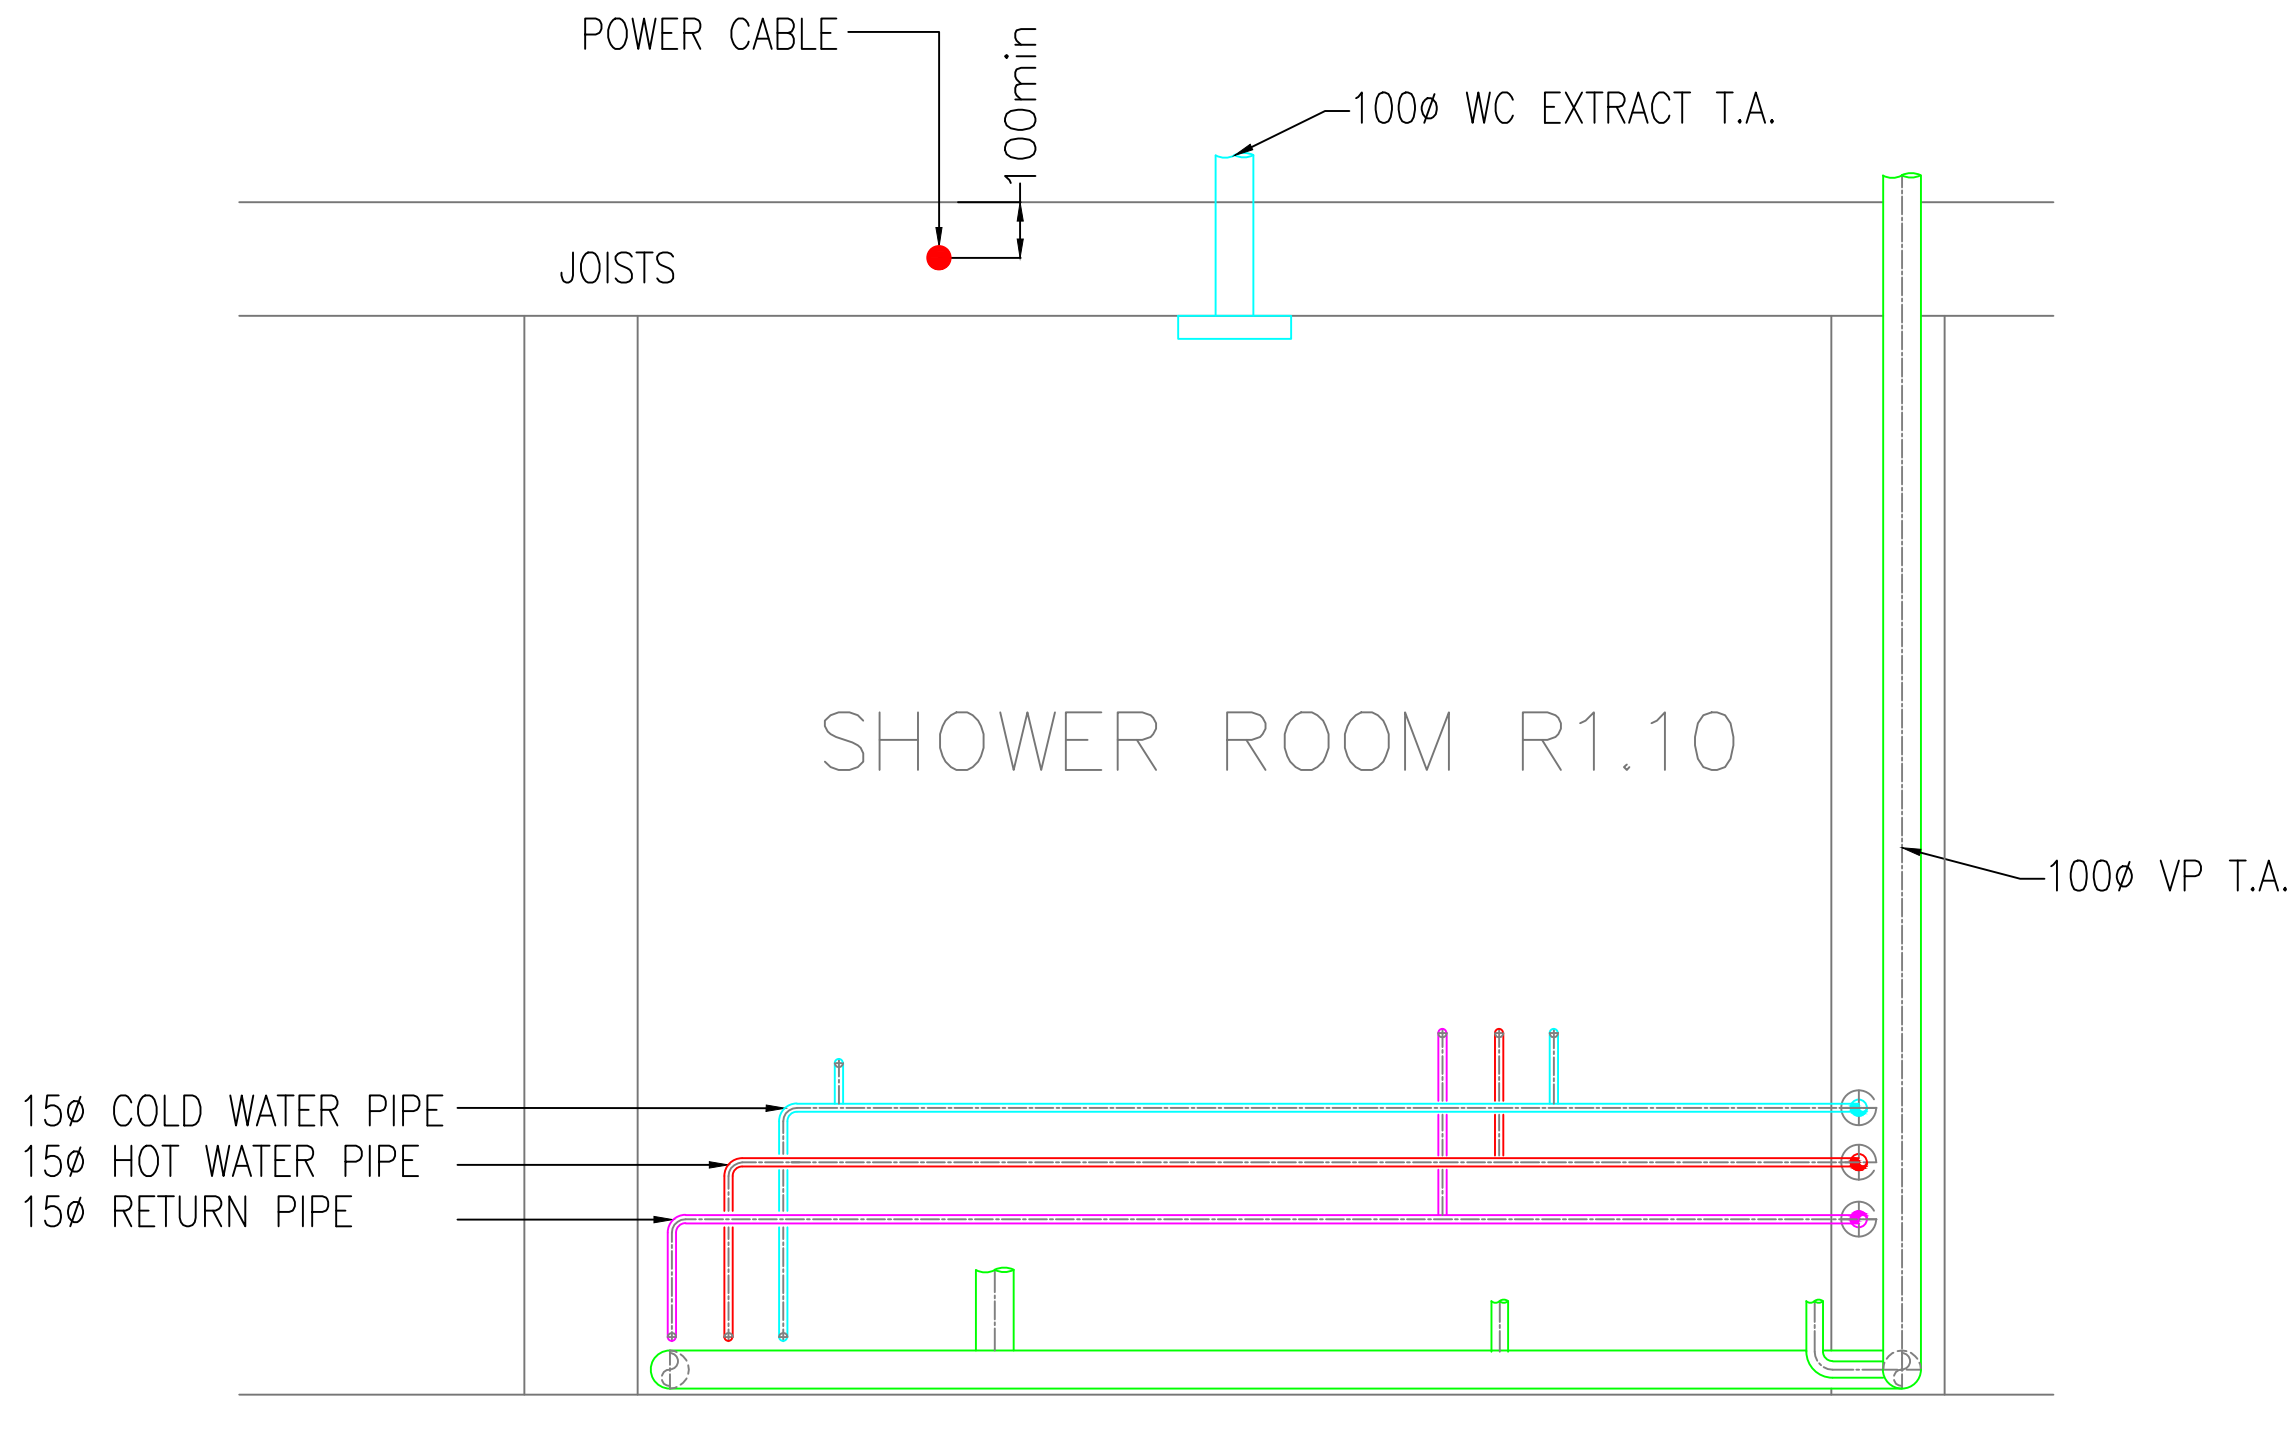 POWER CABLE
100min
100ø WC EXTRACT T.A.
JOISTS
SHOWER ROOM R1.10
100ø VP T.A.
15ø COLD WATER PIPE
15ø HOT WATER PIPE
15ø RETURN PIPE